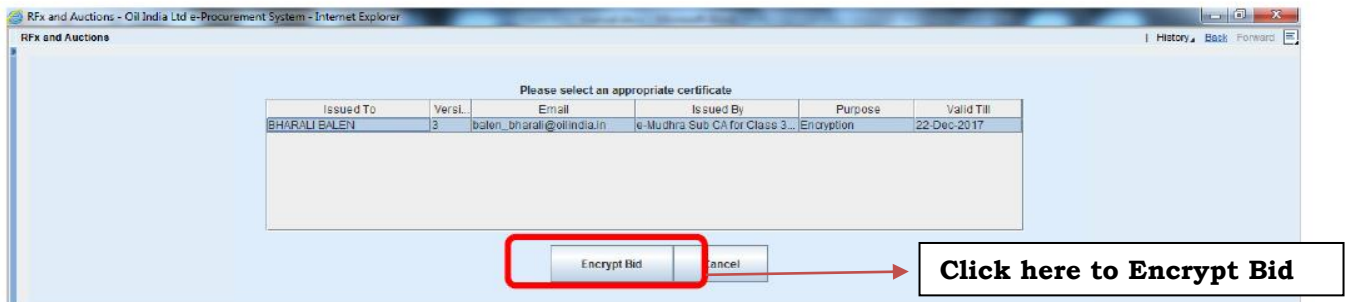 RFx and Auctions - Oil India Ltd e-Procurement System - Internet Explorer
RFx and Auctions | History Back Forward
Please select an appropriate certificate
Issued To Versi... Email Issued By Purpose Valid Till
BHARALI BALEN 3 balen_bharali@oilindia.in e-Mudhra Sub CA for Class 3... Encryption 22-Dec-2017
Encrypt Bid Cancel
Click here to Encrypt Bid